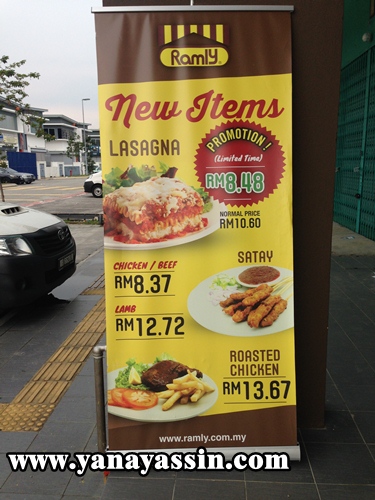 RAMLY
New Items
LASAGNA
PROMOTION!
(Limited Time)
RM8.48
NORMAL PRICE
RM10.60
CHICKEN / BEEF
RM8.37
LAMB
RM12.72
SATAY
ROASTED
CHICKEN
RM13.67
www.ramly.com.my
www.yanayassin.com